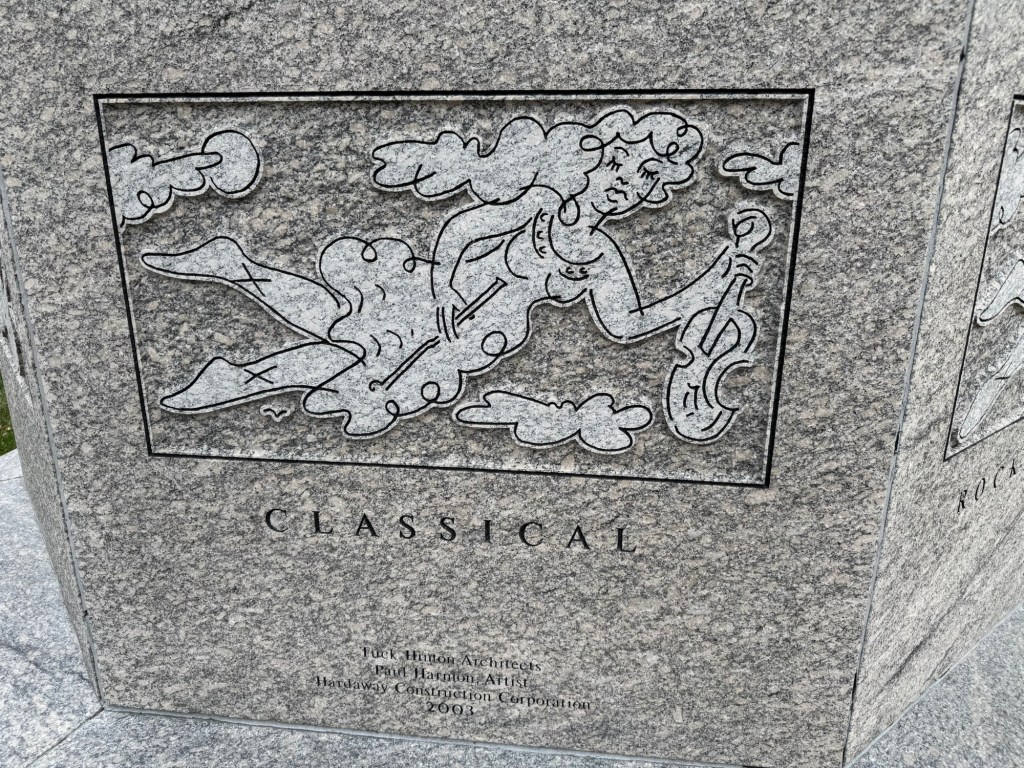 CLASSICAL
ROCK
Tuck Hinton Architects
Paul Harmon, Artist
Hardaway Construction Corporation
2003